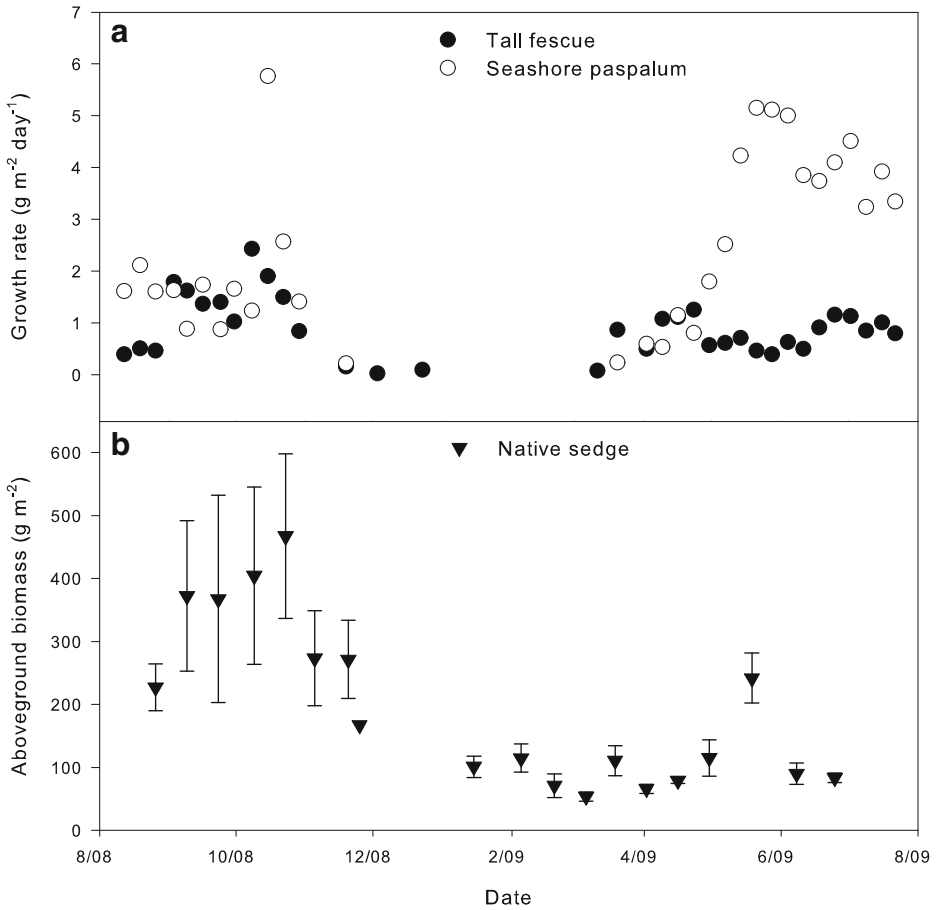 a
Tall fescue
Seashore paspalum
Growth rate (g m⁻² day⁻¹)
7
6
5
4
3
2
1
0
b
Native sedge
Aboveground biomass (g m⁻²)
600
500
400
300
200
100
0
8/08 10/08 12/08 2/09 4/09 6/09 8/09
Date